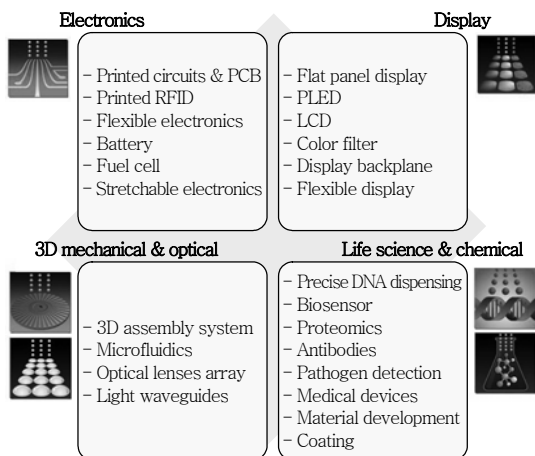 Electronics
- Printed circuits & PCB
- Printed RFID
- Flexible electronics
- Battery
- Fuel cell
- Stretchable electronics
Display
- Flat panel display
- PLED
- LCD
- Color filter
- Display backplane
- Flexible display
3D mechanical & optical
- 3D assembly system
- Microfluidics
- Optical lenses array
- Light waveguides
Life science & chemical
- Precise DNA dispensing
- Biosensor
- Proteomics
- Antibodies
- Pathogen detection
- Medical devices
- Material development
- Coating